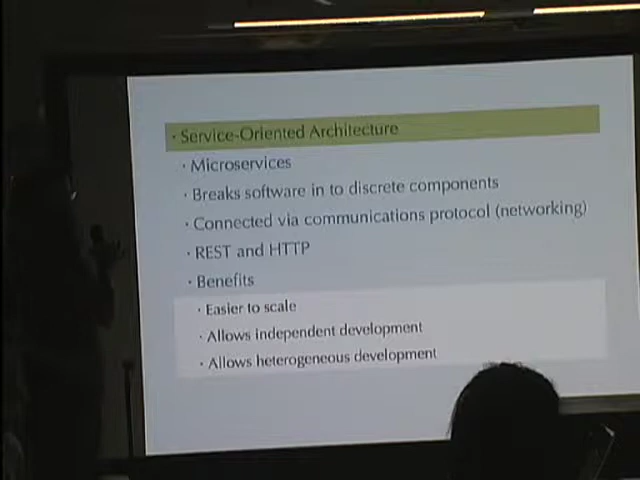 · Service-Oriented Architecture
· Microservices
· Breaks software in to discrete components
· Connected via communications protocol (networking)
· REST and HTTP
· Benefits
· Easier to scale
· Allows independent development
· Allows heterogeneous development